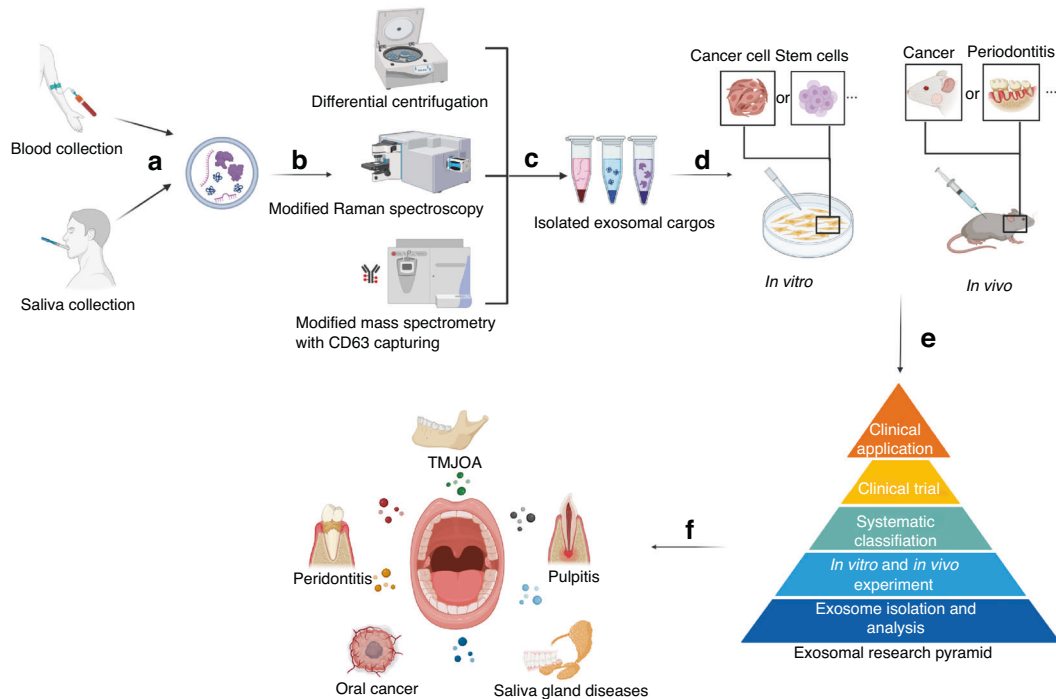 Blood collection
Saliva collection
a
b
Differential centrifugation
Modified Raman spectroscopy
Modified mass spectrometry
with CD63 capturing
c
Isolated exosomal cargos
d
Cancer cell Stem cells
or
...
In vitro
Cancer
Periodontitis
or
...
In vivo
e
Clinical
application
Clinical trial
Systematic
classifiation
In vitro and in vivo
experiment
Exosome isolation and
analysis
Exosomal research pyramid
f
TMJOA
Peridontitis
Pulpitis
Oral cancer
Saliva gland diseases